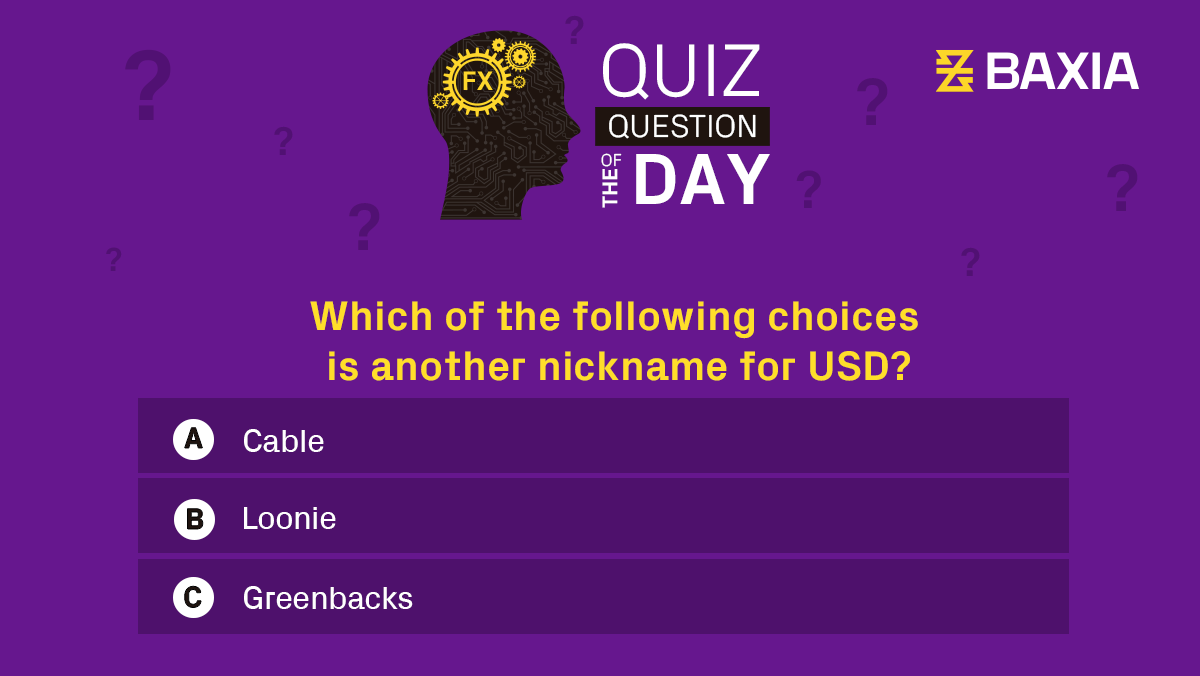 FX
QUIZ
QUESTION
OF THE
DAY
BAXIA
Which of the following choices
is another nickname for USD?
A Cable
B Loonie
C Greenbacks